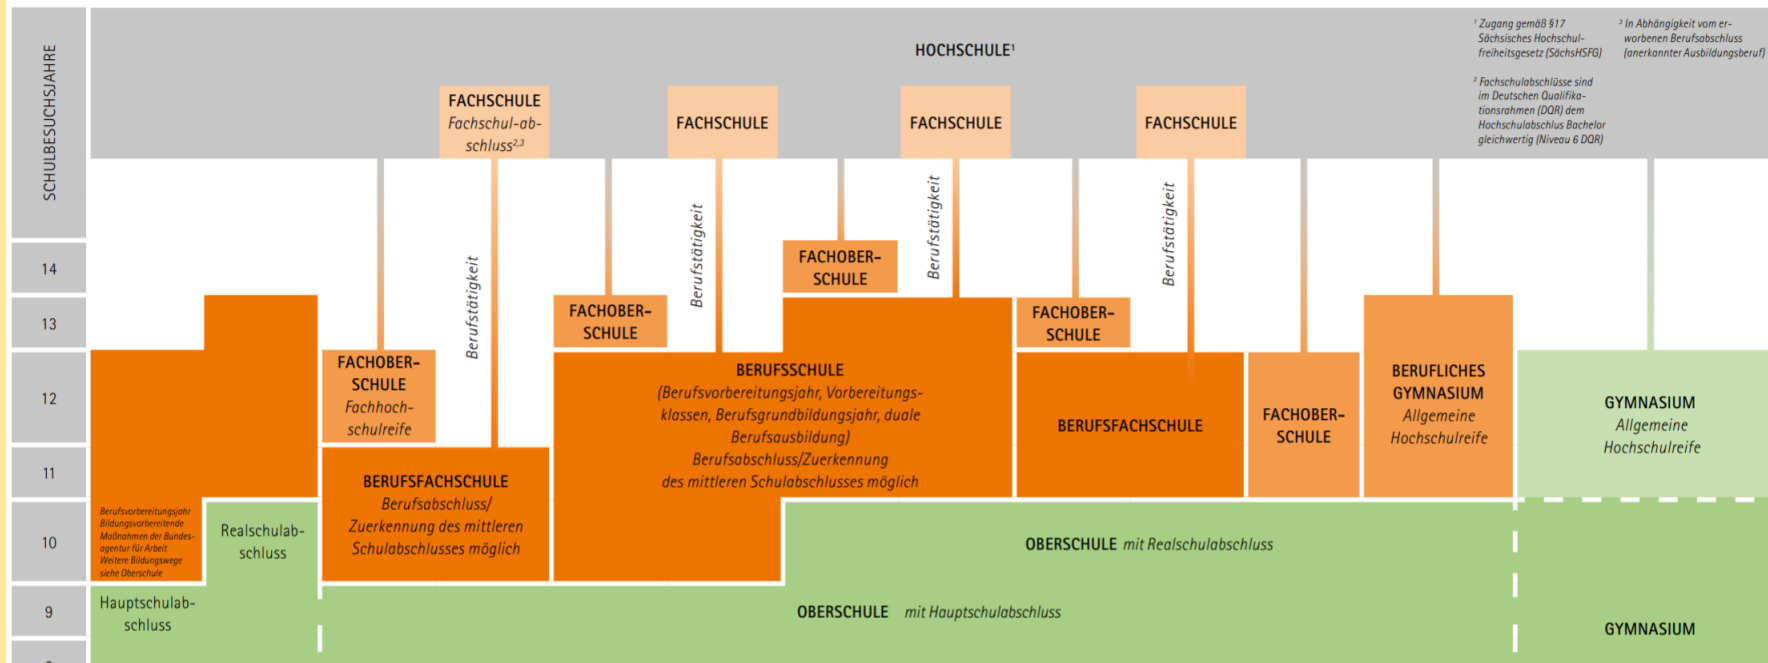 SCHULBESUCHSJAHRE
HOCHSCHULE¹
¹ Zugang gemäß §17
Sächsisches Hochschul-
freiheitsgesetz (SächsHSFG)
² Fachschulabschlüsse sind
im Deutschen Qualifika-
tionsrahmen (DQR) dem
Hochschulabschlus Bachelor
gleichwertig (Niveau 6 DQR)
³ In Abhängigkeit vom er-
worbenen Berufsabschluss
(anerkannter Ausbildungsberuf)
FACHSCHULE
Fachschul-ab-
schluss²,³
FACHSCHULE
FACHSCHULE
FACHSCHULE
Berufstätigkeit
Berufstätigkeit
Berufstätigkeit
Berufstätigkeit
14
FACHOBER-
SCHULE
13
FACHOBER-
SCHULE
FACHOBER-
SCHULE
12
FACHOBER-
SCHULE
Fachhoch-
schulreife
BERUFSSCHULE
(Berufsvorbereitungsjahr, Vorbereitungs-
klassen, Berufsgrundbildungsjahr, duale
Berufsausbildung)
Berufsabschluss/Zuerkennung
des mittleren Schulabschlusses möglich
BERUFSFACHSCHULE
FACHOBER-
SCHULE
BERUFLICHES
GYMNASIUM
Allgemeine
Hochschulreife
GYMNASIUM
Allgemeine
Hochschulreife
11
BERUFSFACHSCHULE
Berufsabschluss/
Zuerkennung des mittleren
Schulabschlusses möglich
10
Berufsvorbereitungsjahr
Bildungsvorbereitende
Maßnahmen der Bundes-
agentur für Arbeit
Weitere Bildungswege
siehe Oberschule
Realschulab-
schluss
OBERSCHULE mit Realschulabschluss
9
Hauptschulab-
schluss
OBERSCHULE mit Hauptschulabschluss
GYMNASIUM